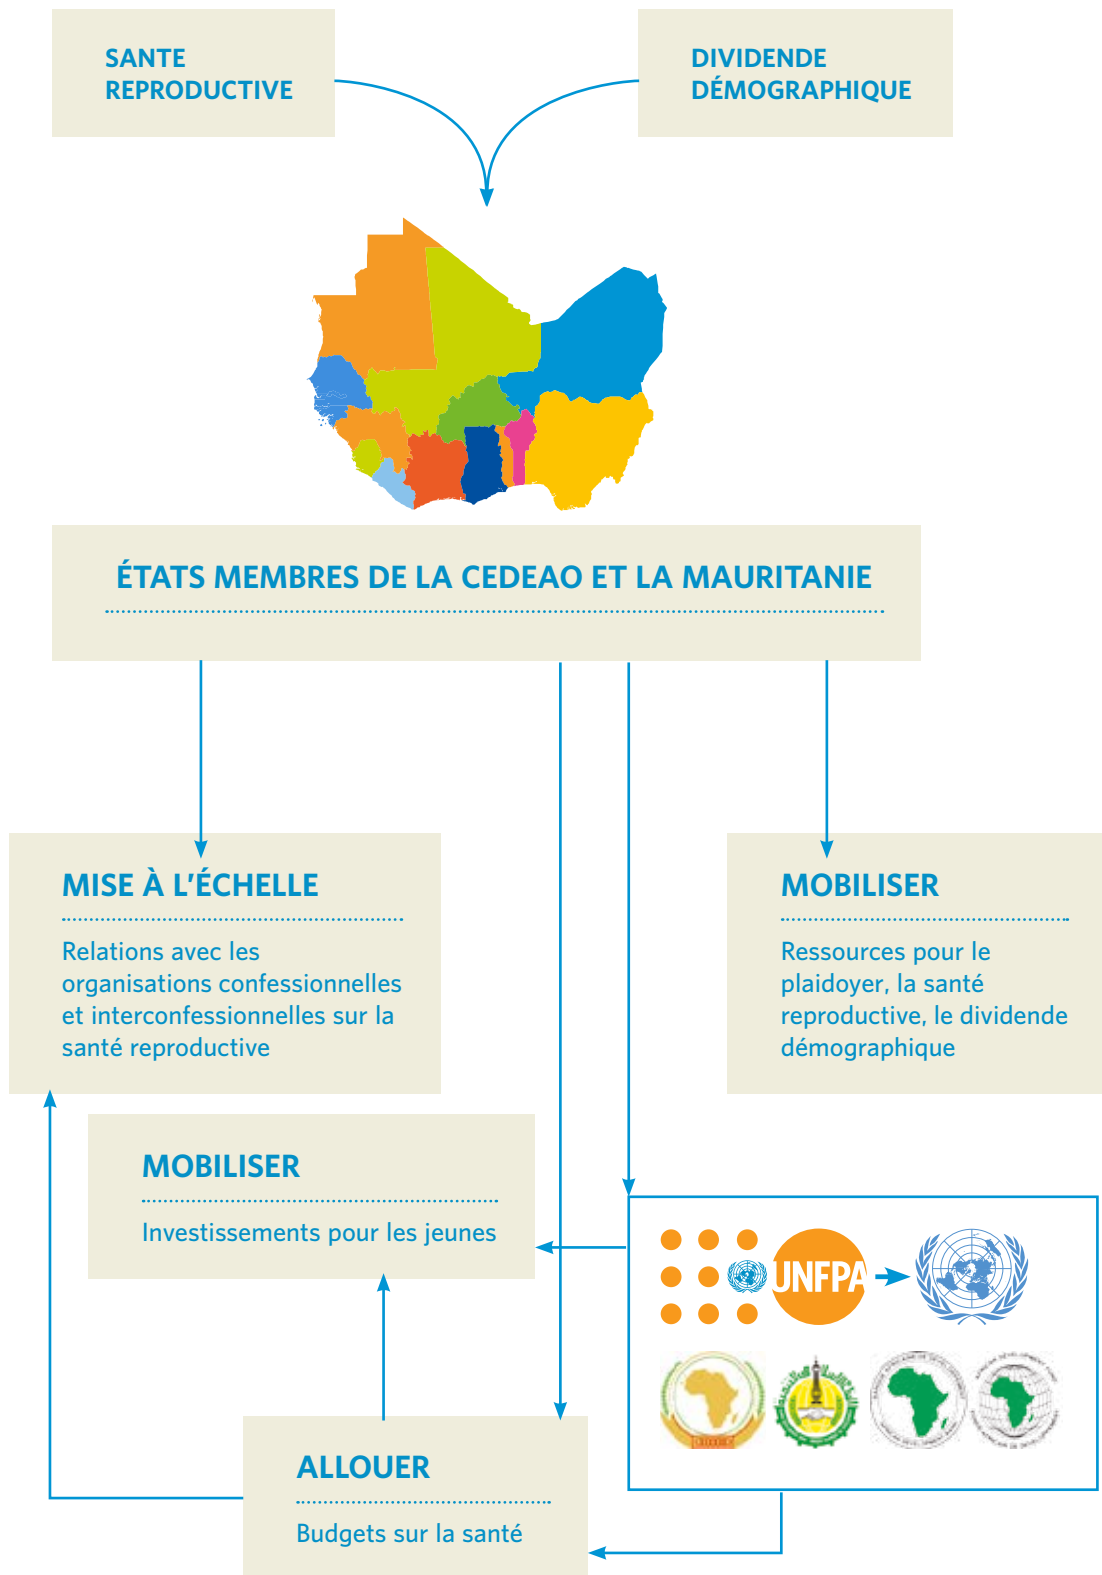 SANTE
REPRODUCTIVE
DIVIDENDE
DÉMOGRAPHIQUE
ÉTATS MEMBRES DE LA CEDEAO ET LA MAURITANIE
MISE À L'ÉCHELLE
Relations avec les
organisations confessionnelles
et interconfessionnelles sur la
santé reproductive
MOBILISER
Ressources pour le
plaidoyer, la santé
reproductive, le dividende
démographique
MOBILISER
Investissements pour les jeunes
UNFPA
ALLOUER
Budgets sur la santé